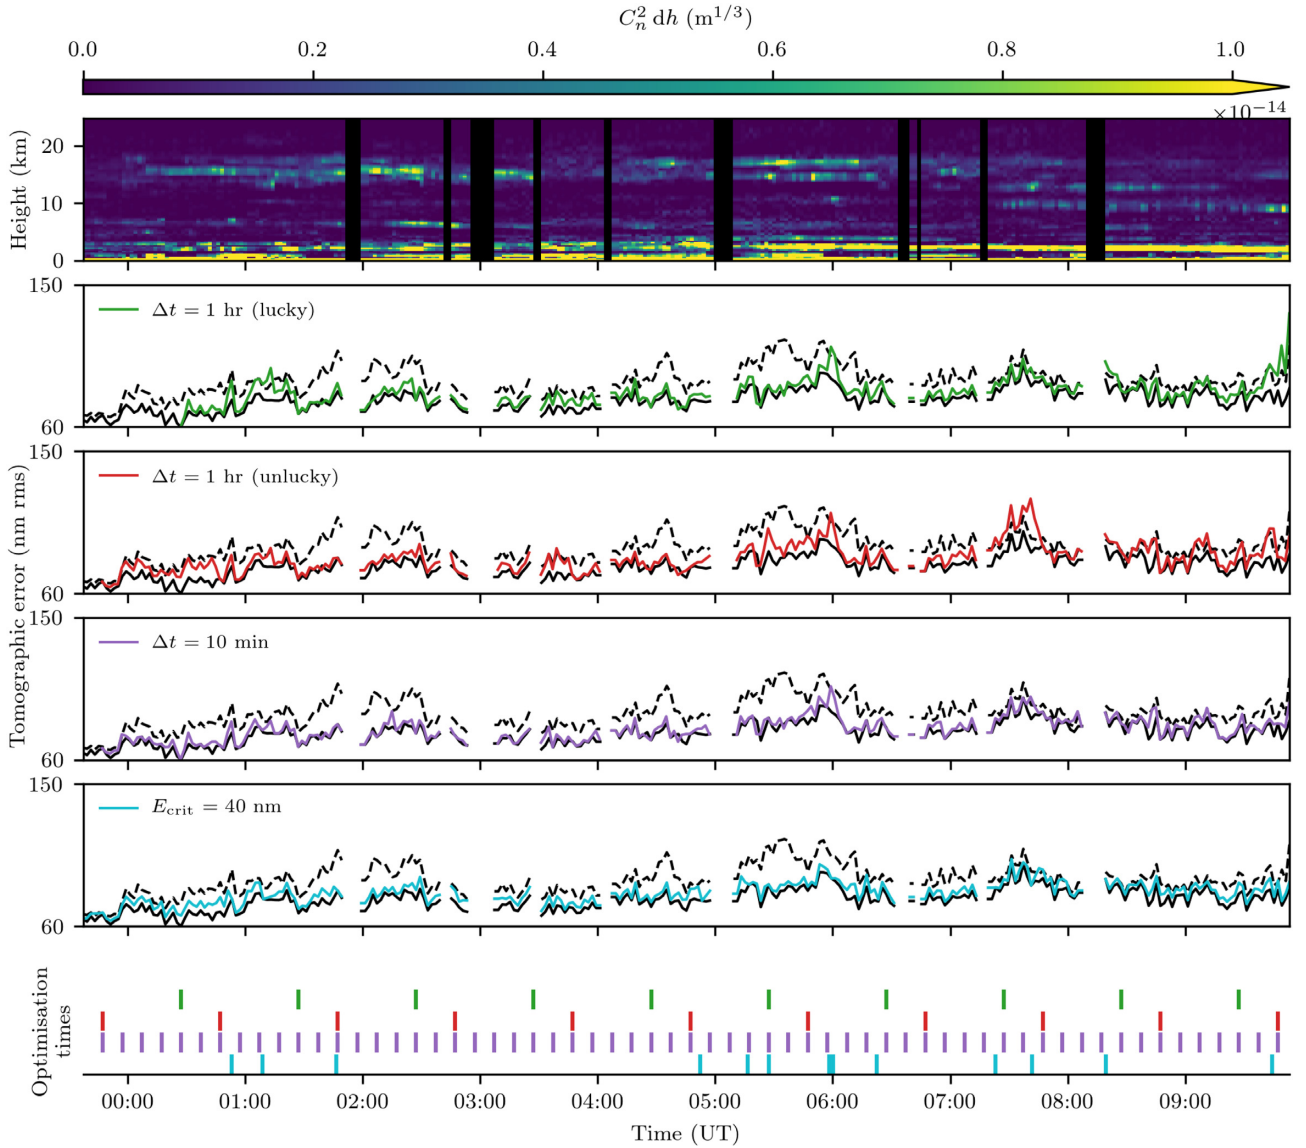 C_n^2 dh (m^{1/3})
0.0 0.2 0.4 0.6 0.8 1.0
×10^{-14}
Height (km)
20
10
0
Tomographic error (nm rms)
150
Δt = 1 hr (lucky)
60
150
Δt = 1 hr (unlucky)
60
150
Δt = 10 min
60
150
E_crit = 40 nm
60
Optimisation
times
00:00 01:00 02:00 03:00 04:00 05:00 06:00 07:00 08:00 09:00
Time (UT)